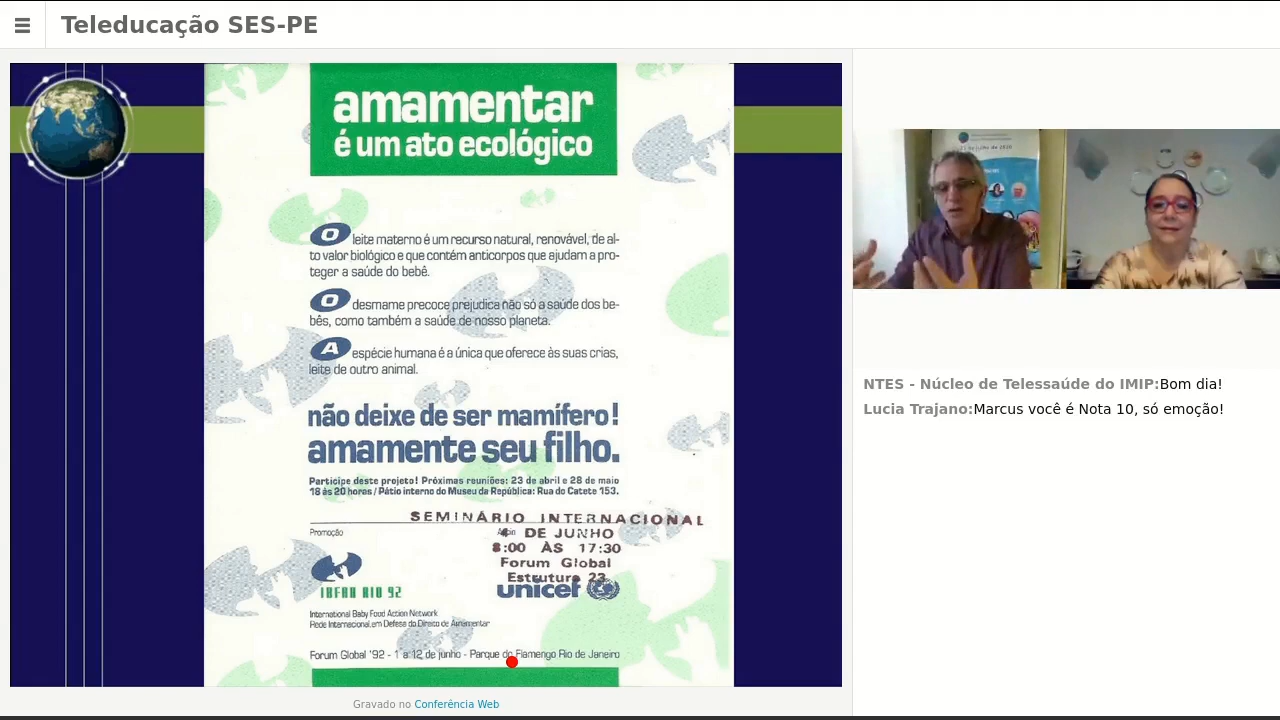 Teleducação SES-PE
amamentar
é um ato ecológico
O leite materno é um recurso natural, renovável, de al-
to valor biológico e que contém anticorpos que ajudam a pro-
teger a saúde do bebê.
O desmame precoce prejudica não só a saúde dos be-
bês, como também a saúde de nosso planeta.
A espécie humana é a única que oferece às suas crias,
leite de outro animal.
não deixe de ser mamífero!
amamente seu filho.
Participe deste projeto! Próximas reuniões: 23 de abril e 28 de maio
18 às 20 horas / Pátio interno do Museu da República: Rua do Catete 153.
SEMINÁRIO INTERNACIONAL
Promoção
4 DE JUNHO
8:00 ÀS 17:30
Forum Global
Estrutura 23
IBFAN RIO 92
unicef
International Baby Food Action Network
Rede Internacional em Defesa do Direito de Amamentar
Forum Global '92 - 1 a 12 de junho - Parque do Flamengo Rio de Janeiro
Gravado no Conferência Web
NTES - Núcleo de Telessaúde do IMIP:Bom dia!
Lucia Trajano:Marcus você é Nota 10, só emoção!